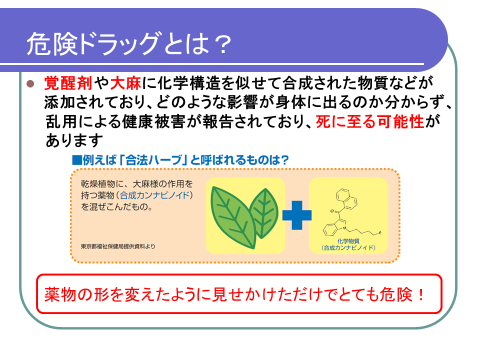 危険ドラッグとは？
覚醒剤や大麻に化学構造を似せて合成された物質などが
添加されており、どのような影響が身体に出るのか分からず、
乱用による健康被害が報告されており、死に至る可能性が
あります
■例えば「合法ハーブ」と呼ばれるものは？
乾燥植物に、大麻様の作用を
持つ薬物（合成カンナビノイド）
を混ぜこんだもの。
東京都福祉保健局提供資料より
化学物質
（合成カンナビノイド）
薬物の形を変えたように見せかけただけでとても危険！